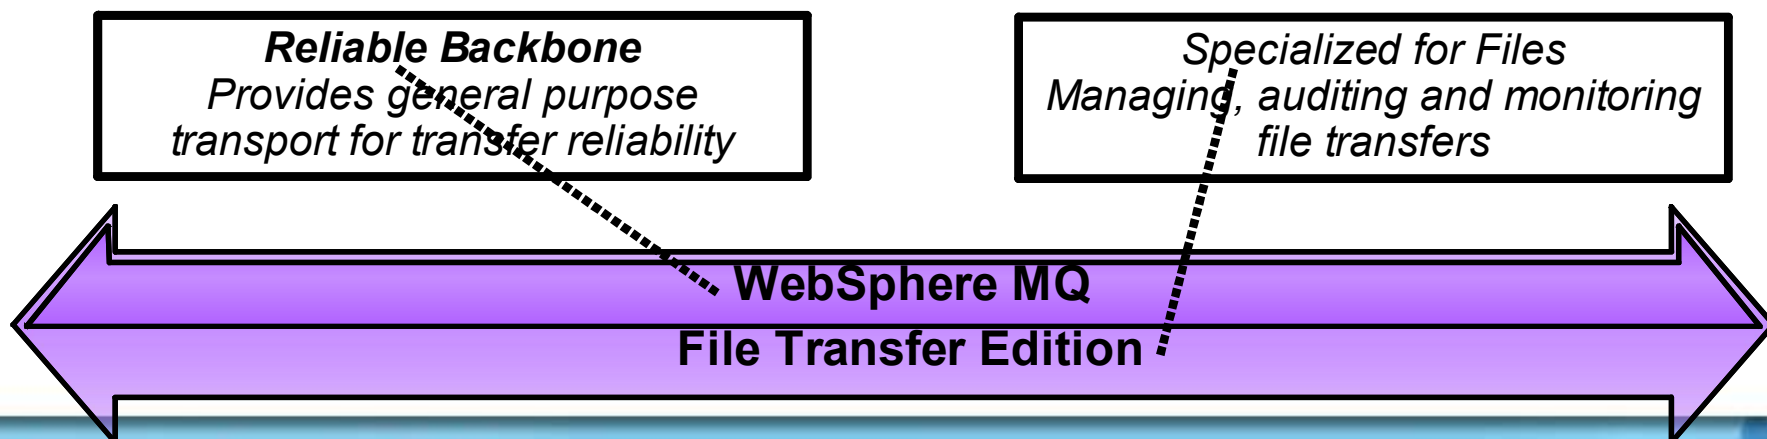 Reliable Backbone
Provides general purpose
transport for transfer reliability
Specialized for Files
Managing, auditing and monitoring
file transfers
WebSphere MQ
File Transfer Edition